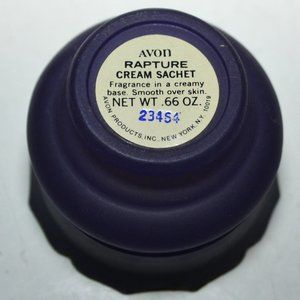 AVON
RAPTURE
CREAM SACHET
Fragrance in a creamy
base. Smooth over skin.
NET WT .66 OZ.
23464
AVON PRODUCTS, INC. NEW YORK, N.Y. 10019